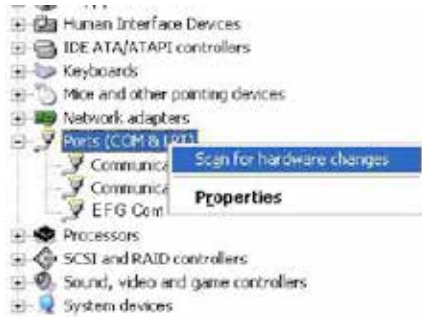 Human Interface Devices
IDE ATA/ATAPI controllers
Keyboards
Mice and other pointing devices
Network adapters
Ports (COM & LPT)
Scan for hardware changes
Communica
Communica
Properties
EFG Com
Processors
SCSI and RAID controllers
Sound, video and game controllers
System devices